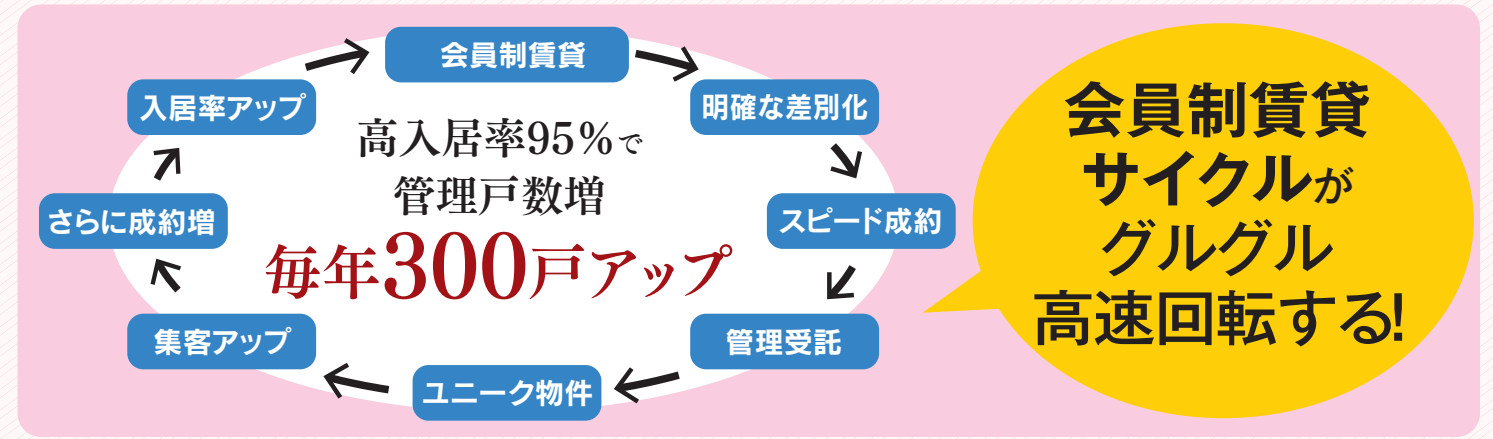 会員制賃貸
明確な差別化
スピード成約
管理受託
ユニーク物件
集客アップ
さらに成約増
入居率アップ
高入居率95%で
管理戸数増
毎年300戸アップ
会員制賃貸
サイクルが
グルグル
高速回転する!